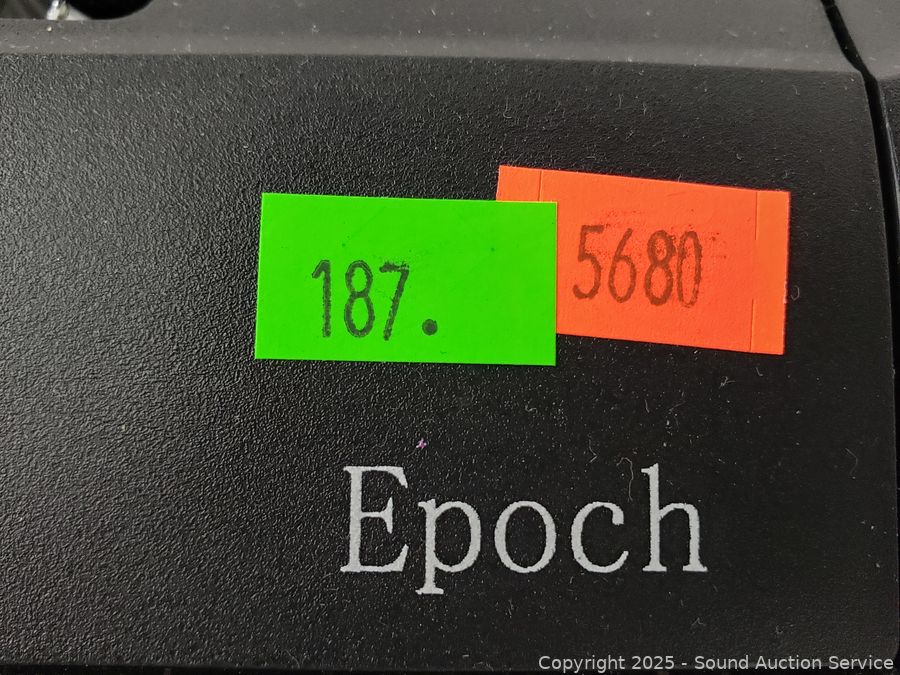 187.
5680
Epoch
Copyright 2025 - Sound Auction Service